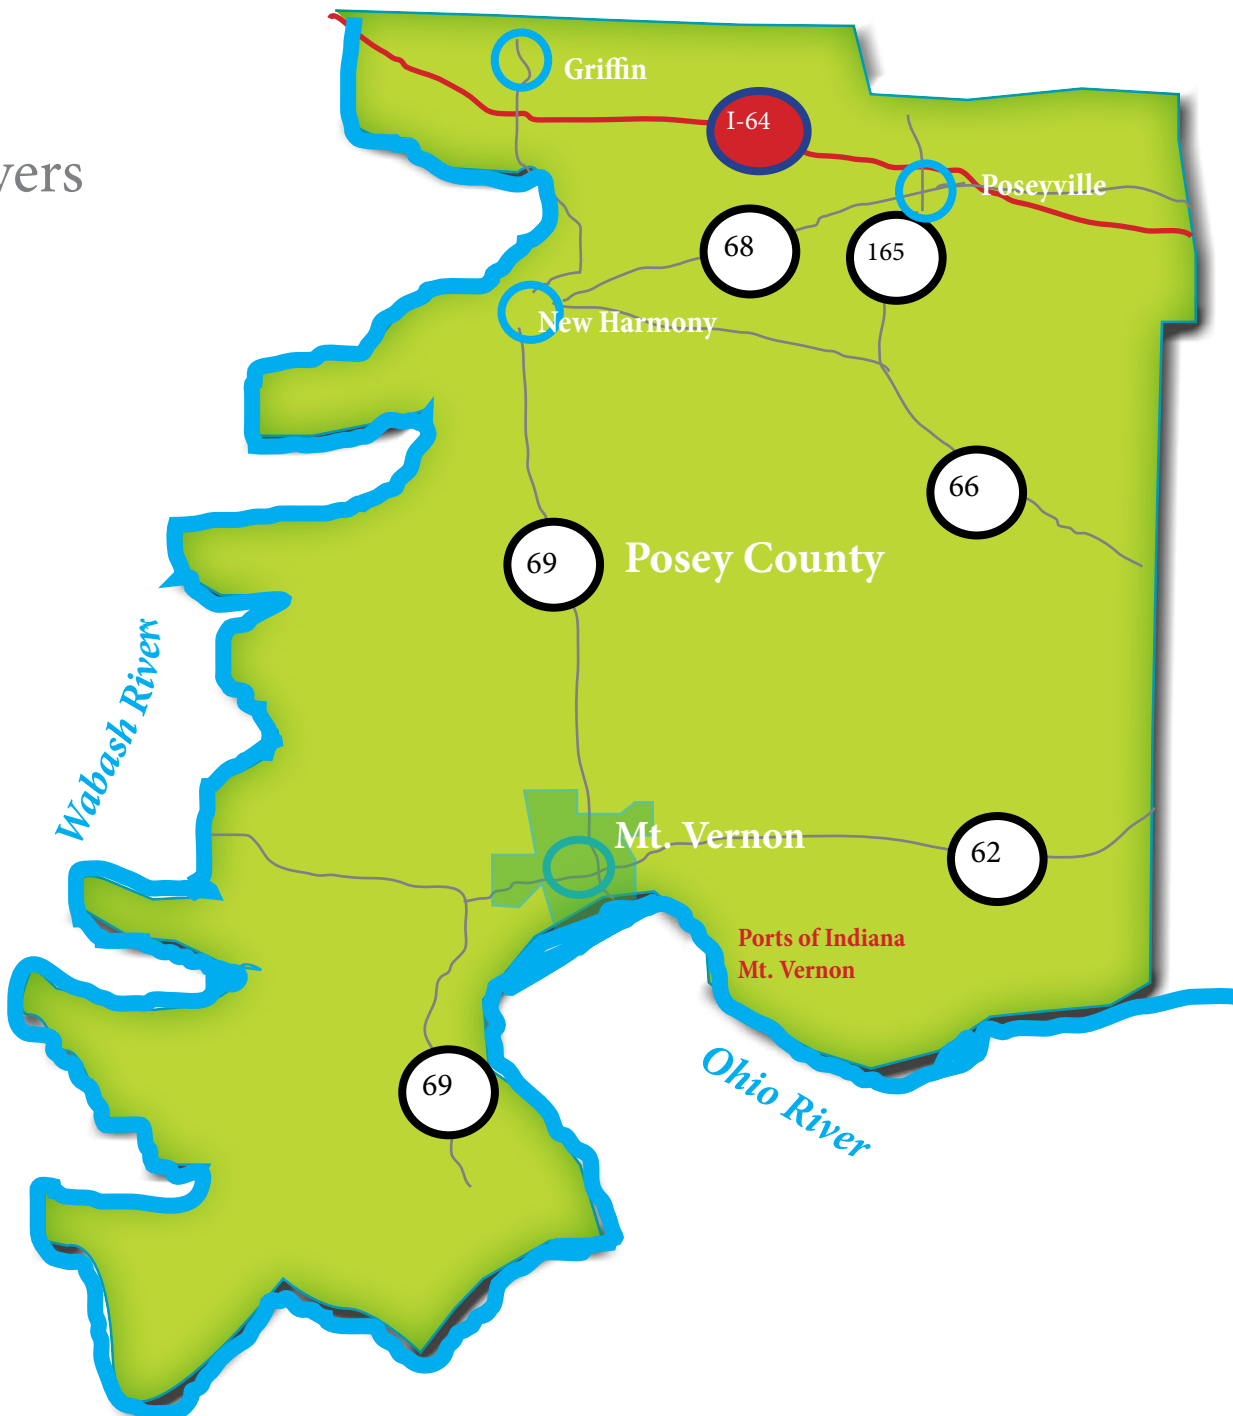 Griffin
I-64
vers
Poseyville
68
165
New Harmony
66
69
Posey County
Wabash River
Mt. Vernon
62
Ports of Indiana
Mt. Vernon
69
Ohio River